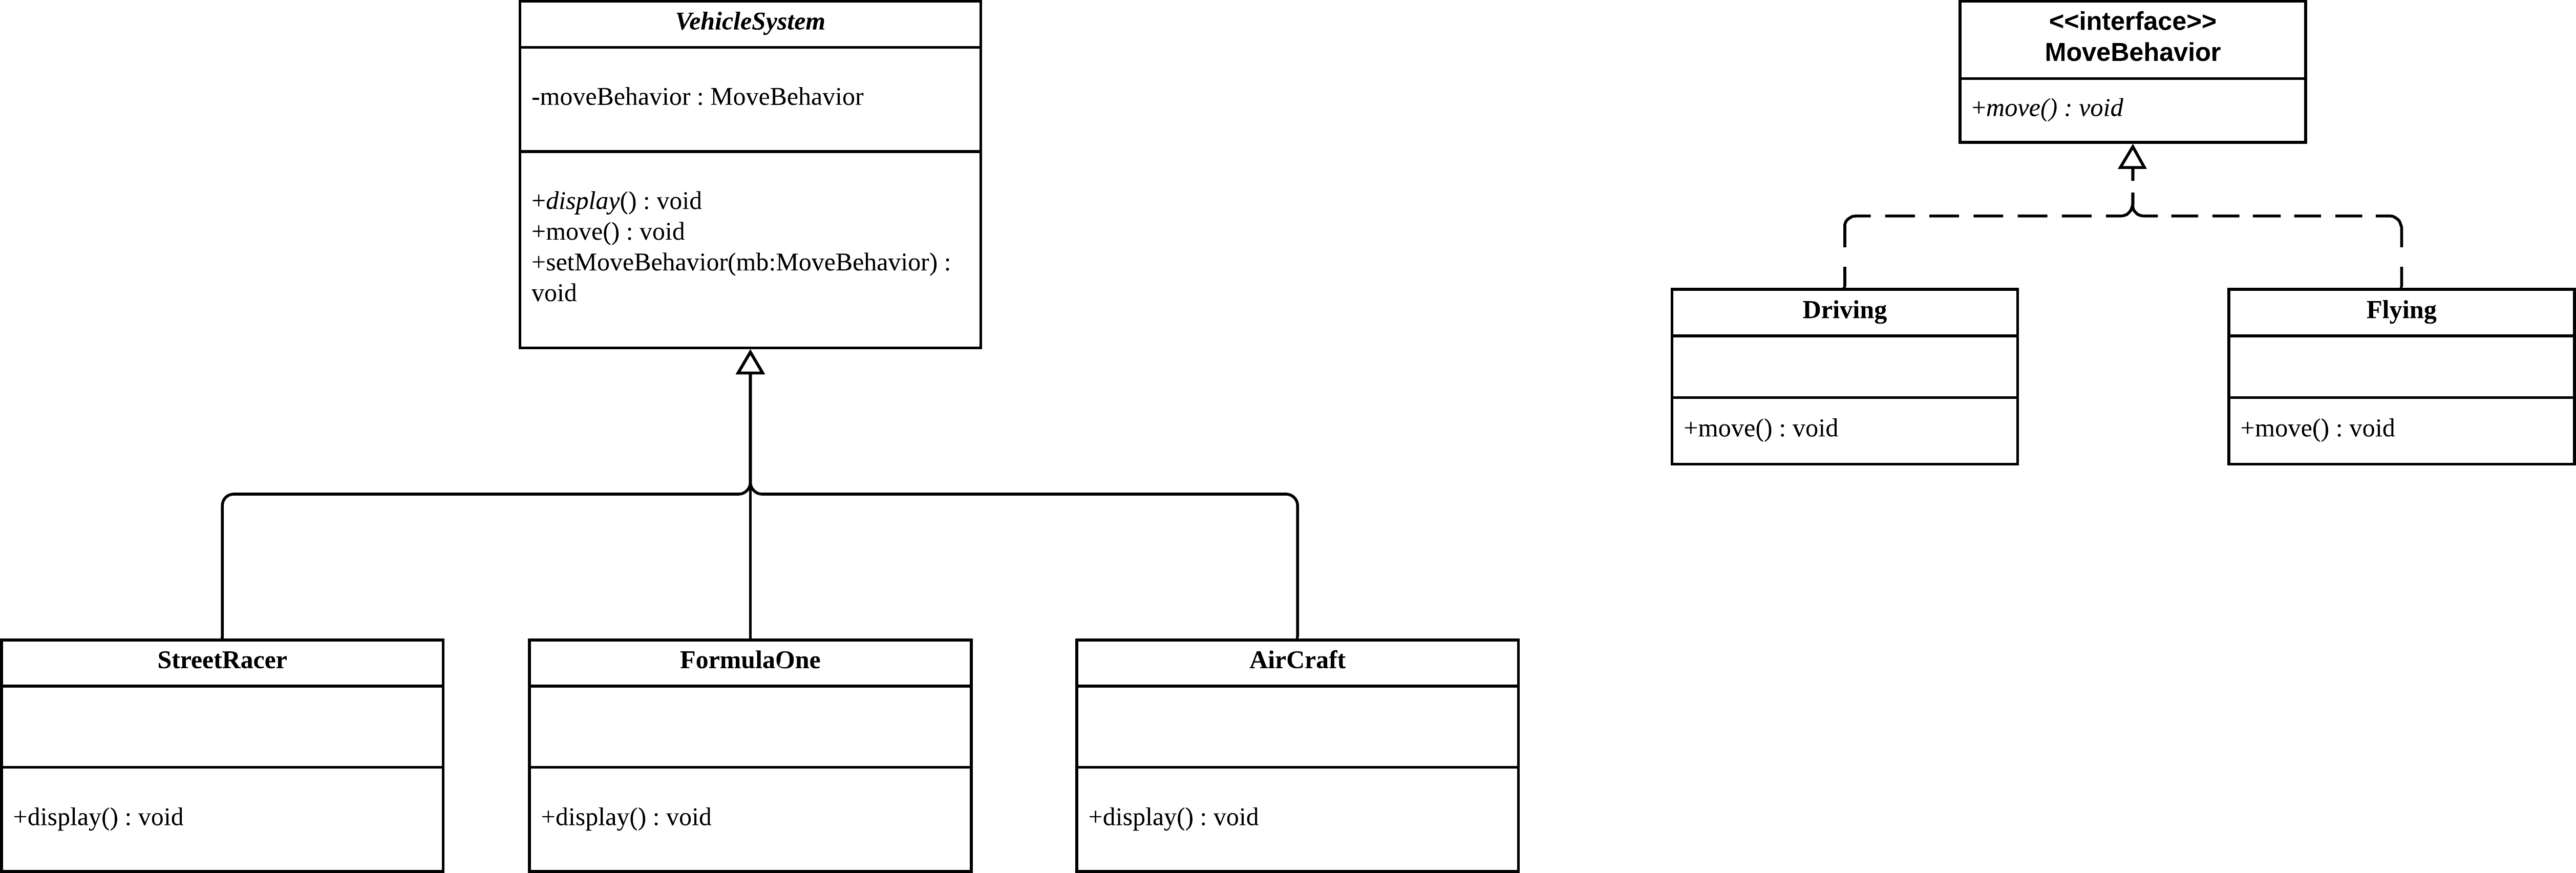 VehicleSystem
-moveBehavior : MoveBehavior
+display() : void
+move() : void
+setMoveBehavior(mb:MoveBehavior) :
void
<<interface>>
MoveBehavior
+move() : void
Driving
+move() : void
Flying
+move() : void
StreetRacer
+display() : void
FormulaOne
+display() : void
AirCraft
+display() : void